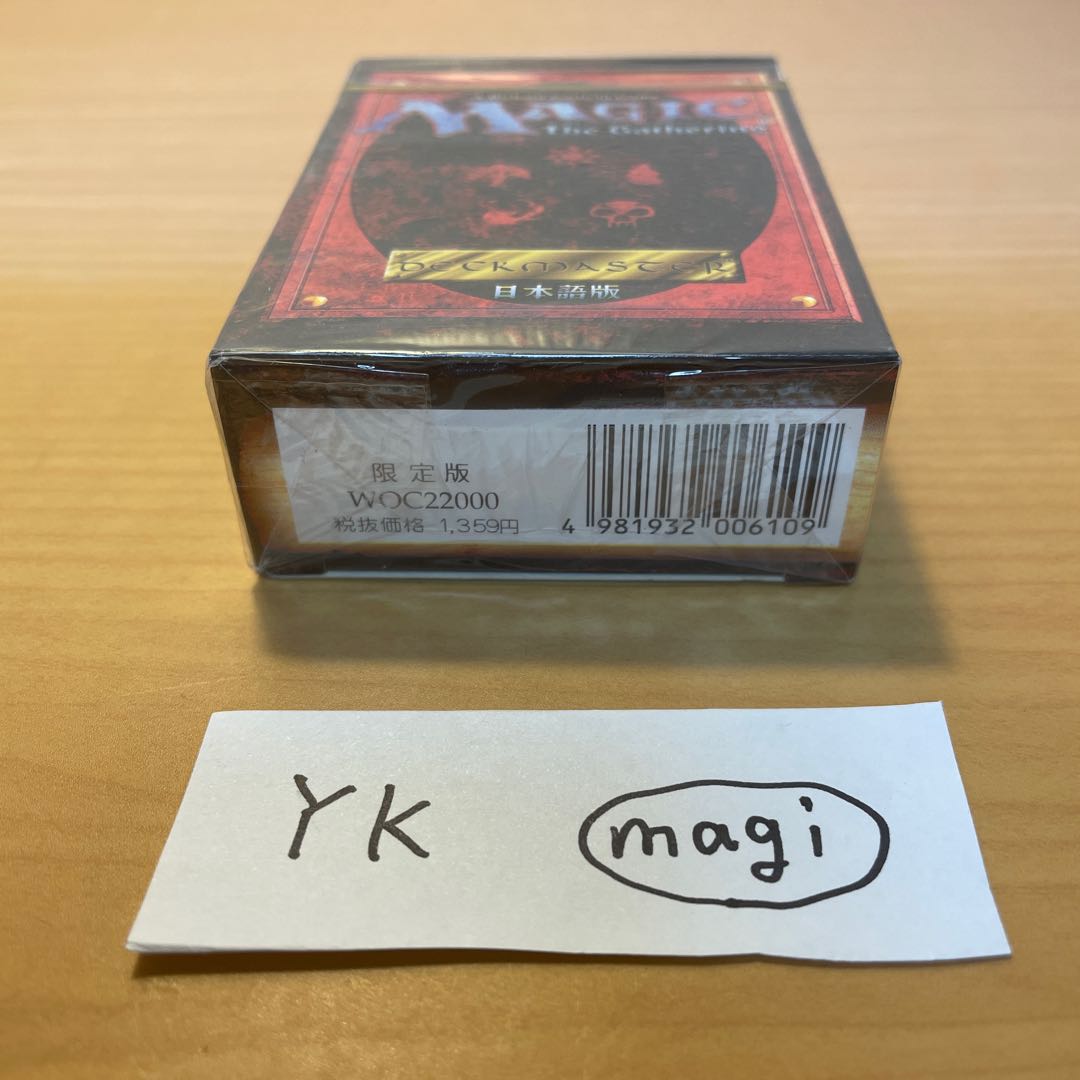 MAGIC
The Gathering
DECKMASTER
日本語版
限定版
WOC22000
税抜価格 1,359円
4 981932 006109
YK
magi